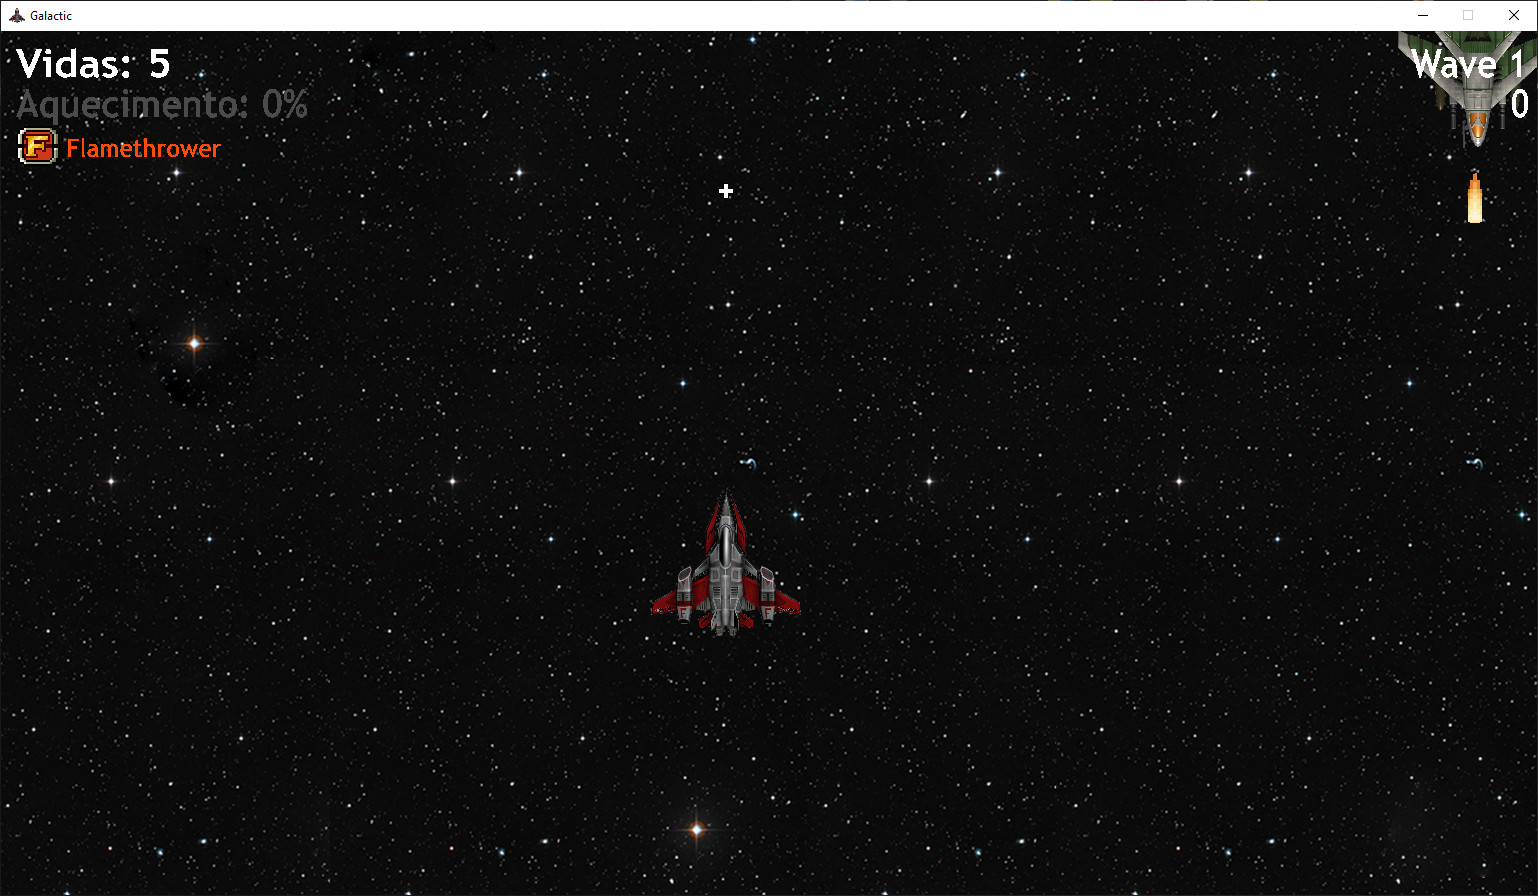 Galactic
Vidas: 5
Wave 1
Aquecimento: 0%
0
F Flamethrower
F F